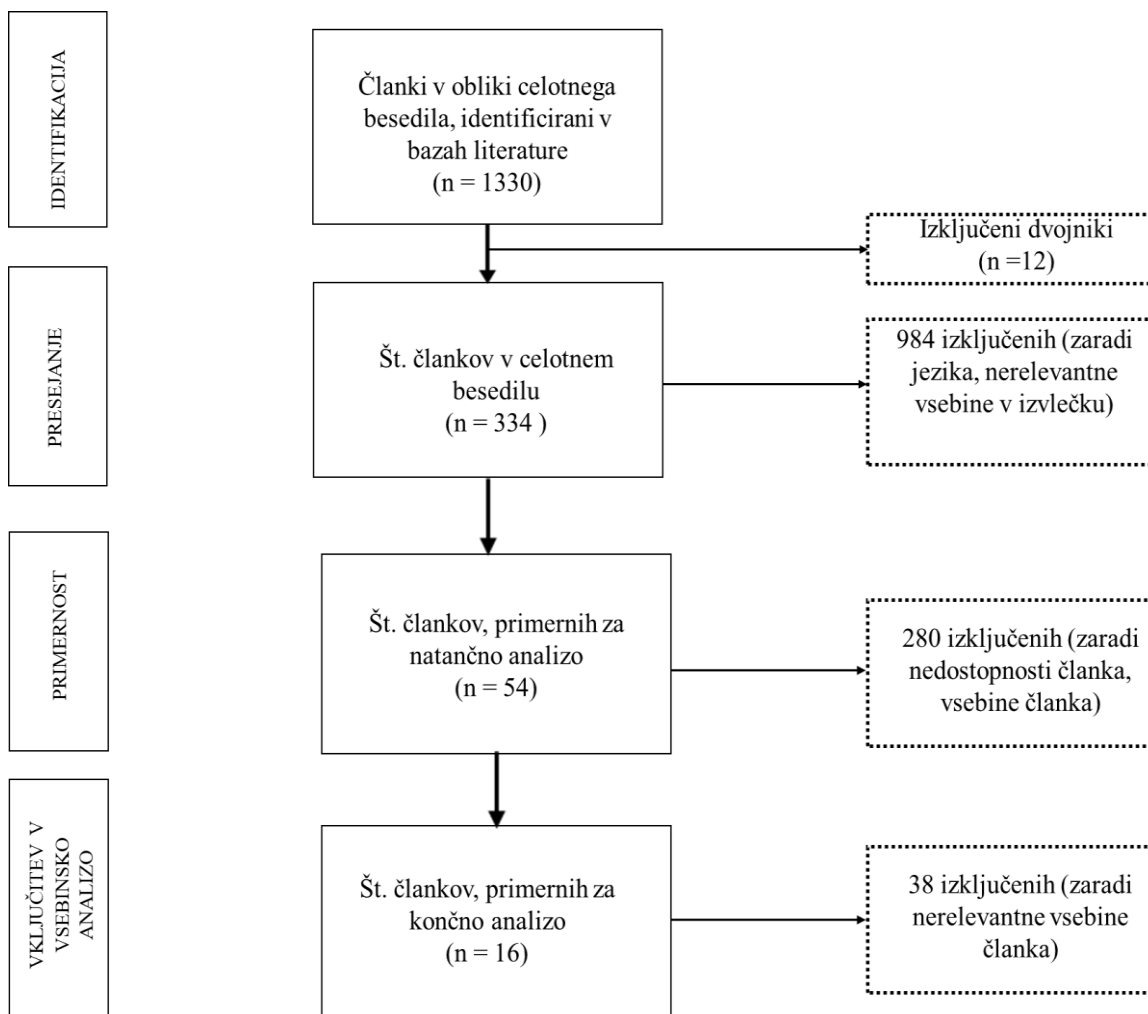 IDENTIFIKACIJA
Članki v obliki celotnega
besedila, identificirani v
bazah literature
(n = 1330)
Izključeni dvojniki
(n =12)
PRESEJANJE
Št. člankov v celotnem
besedilu
(n = 334 )
984 izključenih (zaradi
jezika, nerelevantne
vsebine v izvlečku)
PRIMERNOST
Št. člankov, primernih za
natančno analizo
(n = 54)
280 izključenih (zaradi
nedostopnosti članka,
vsebine članka)
VKLJUČITEV V
VSEBINSKO
ANALIZO
Št. člankov, primernih za
končno analizo
(n = 16)
38 izključenih (zaradi
nerelevantne vsebine
članka)